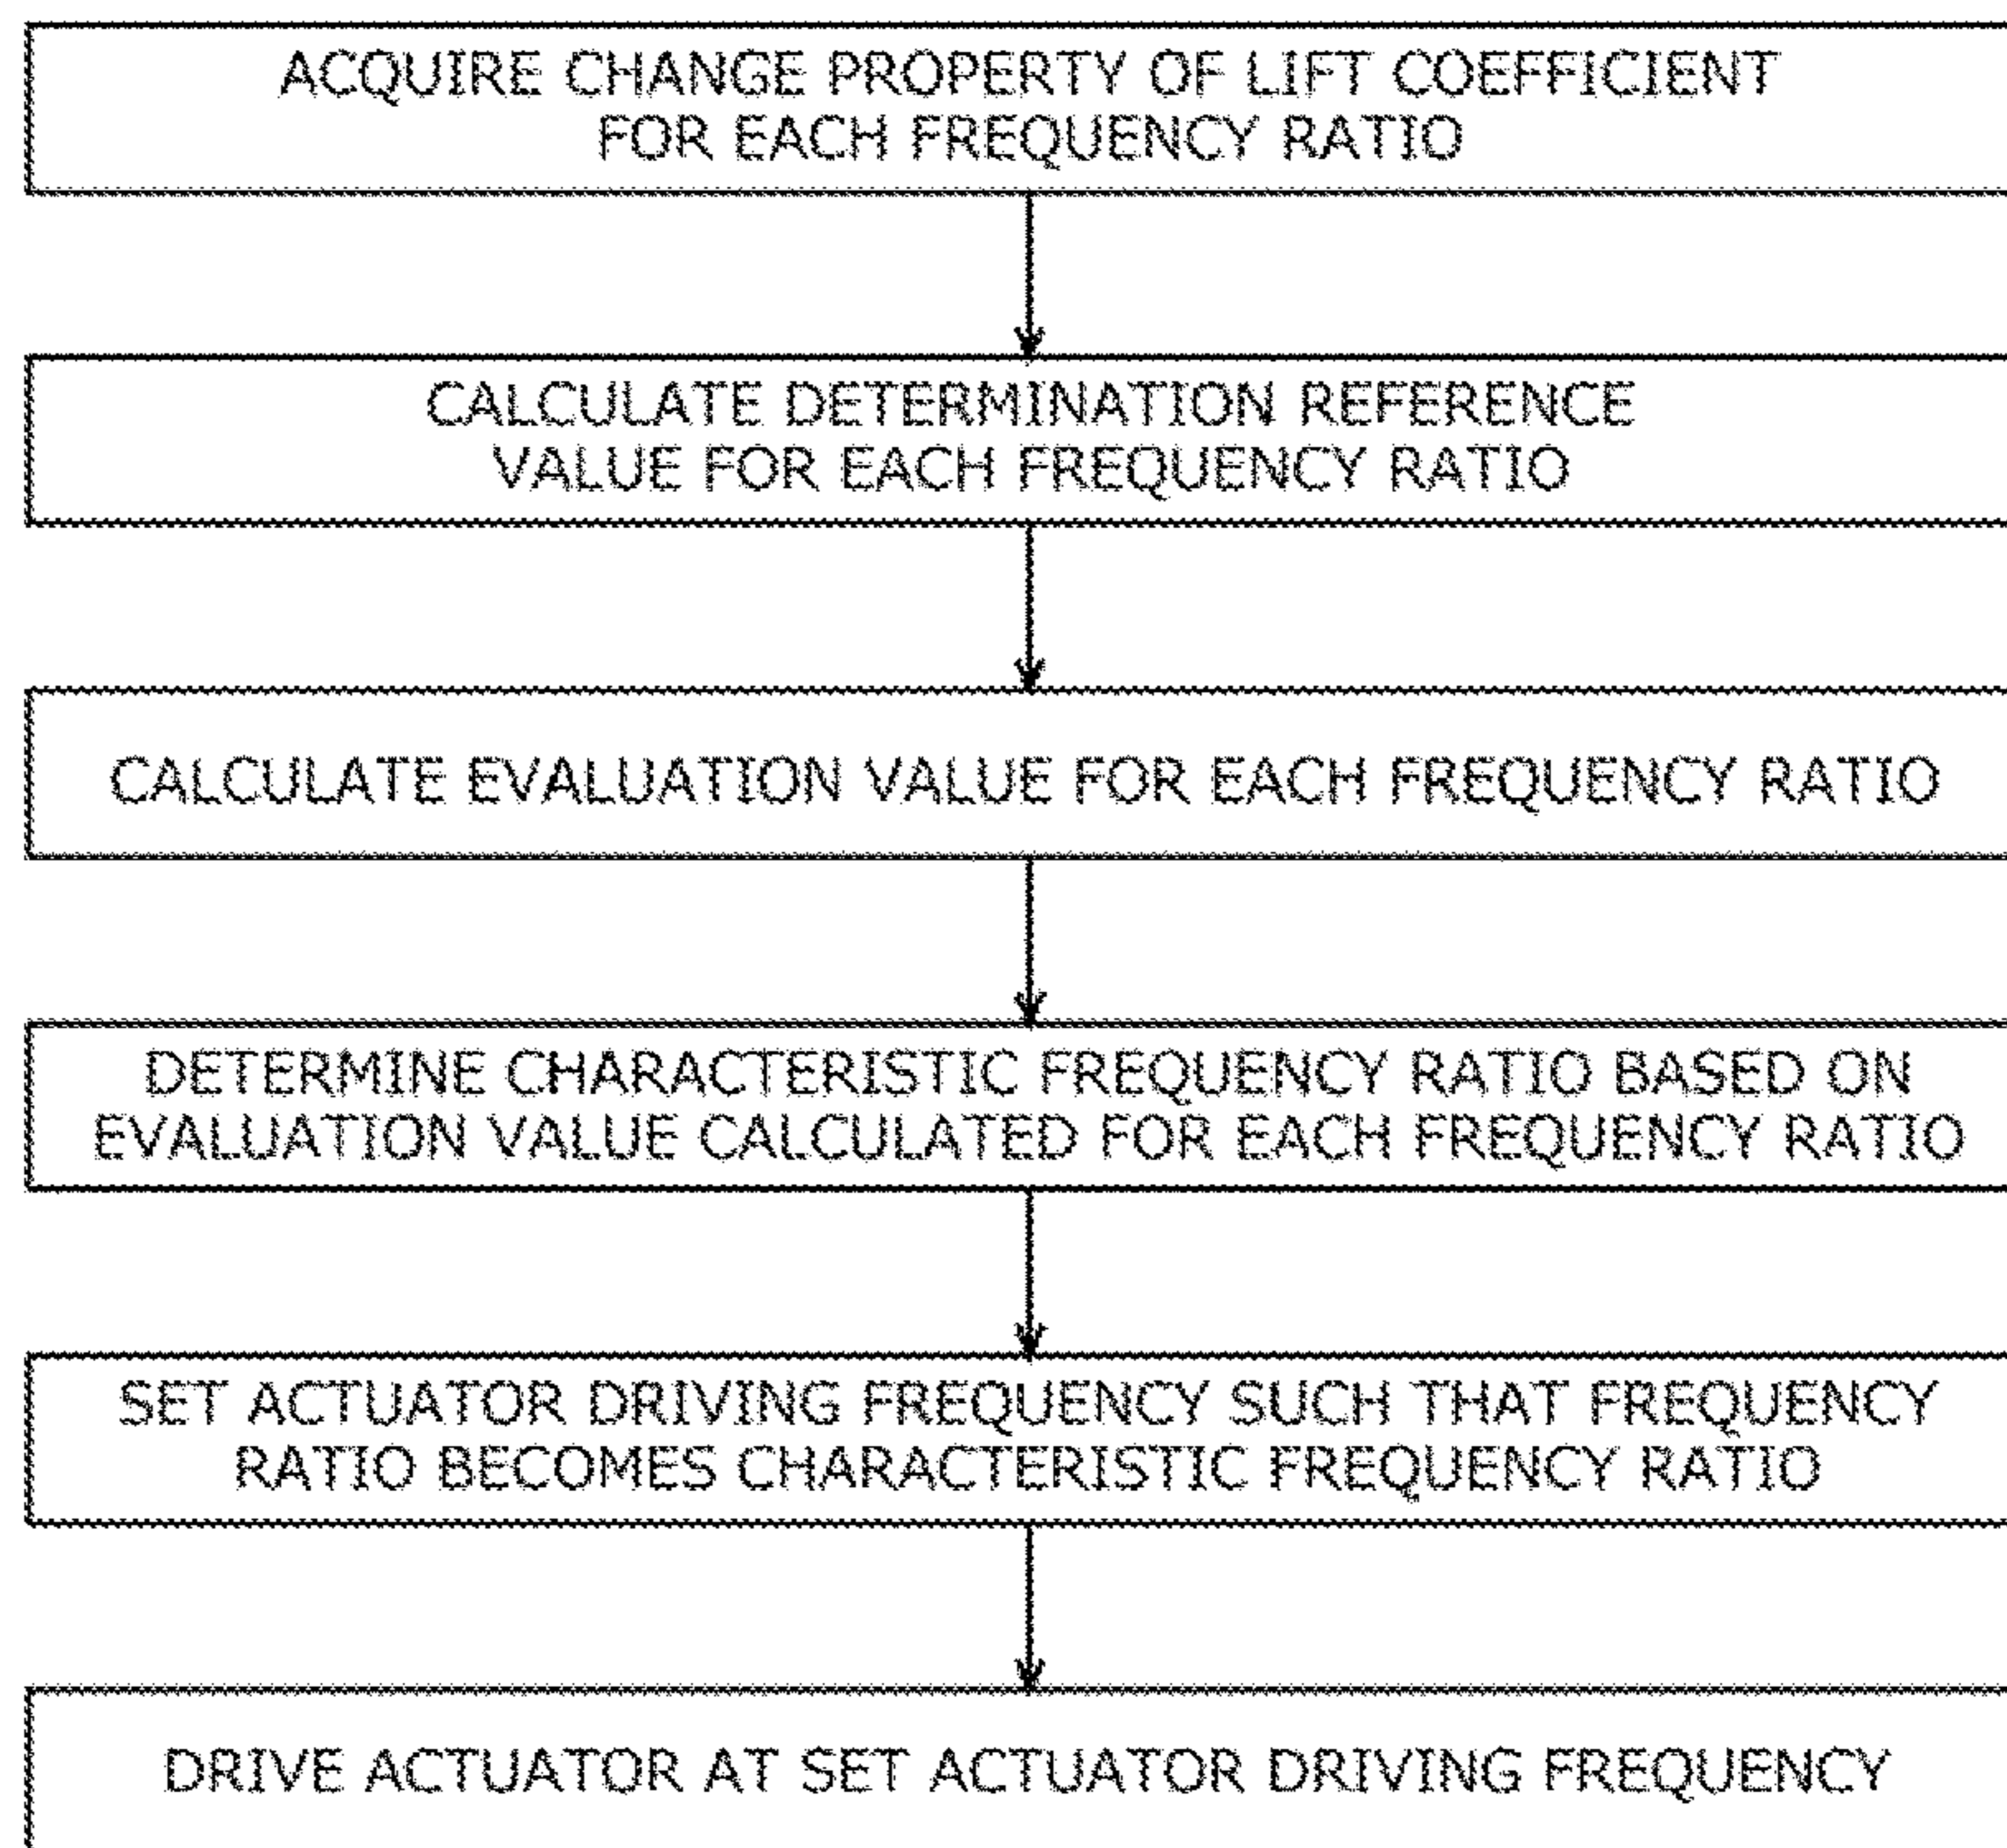 ACQUIRE CHANGE PROPERTY OF LIFT COEFFICIENT
FOR EACH FREQUENCY RATIO
CALCULATE DETERMINATION REFERENCE
VALUE FOR EACH FREQUENCY RATIO
CALCULATE EVALUATION VALUE FOR EACH FREQUENCY RATIO
DETERMINE CHARACTERISTIC FREQUENCY RATIO BASED ON
EVALUATION VALUE CALCULATED FOR EACH FREQUENCY RATIO
SET ACTUATOR DRIVING FREQUENCY SUCH THAT FREQUENCY
RATIO BECOMES CHARACTERISTIC FREQUENCY RATIO
DRIVE ACTUATOR AT SET ACTUATOR DRIVING FREQUENCY